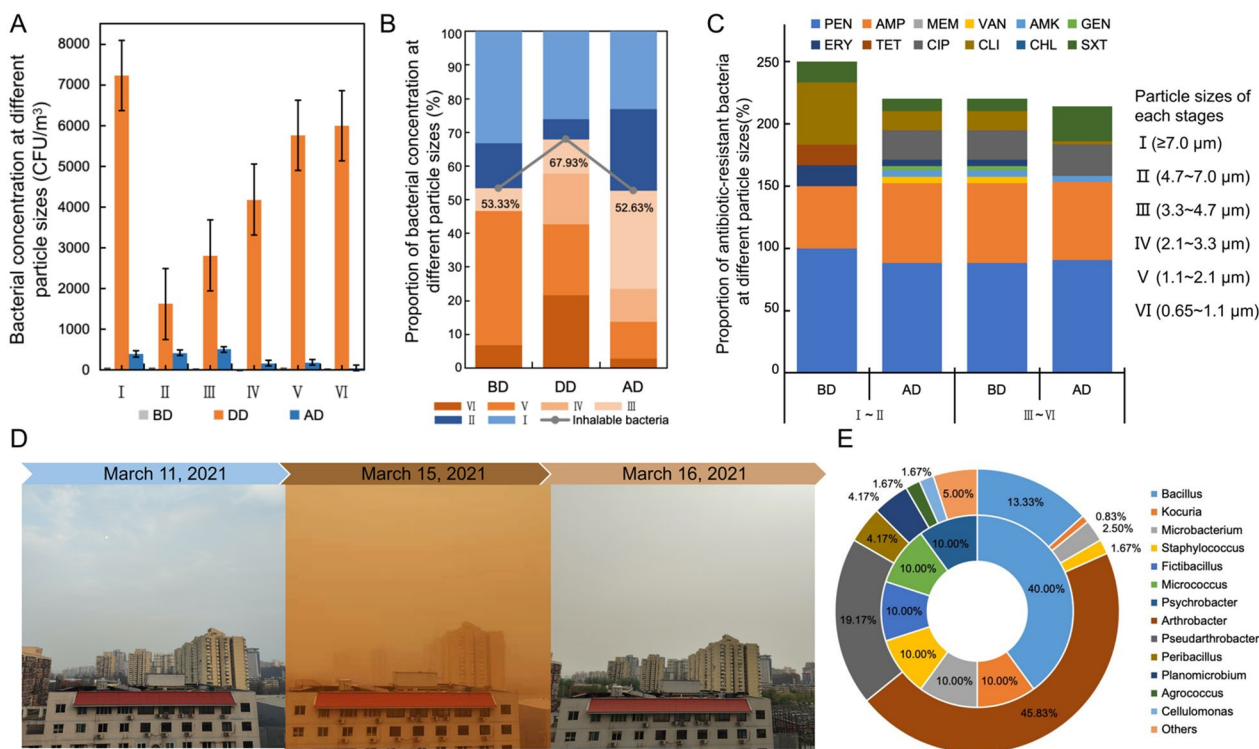 A
Bacterial concentration at different
particle sizes (CFU/m³)
8000
7000
6000
5000
4000
3000
2000
1000
0
I
II
III
IV
V
VI
BD
DD
AD
B
Proportion of bacterial concentration at
different particle sizes (%)
100
90
80
70
60
50
40
30
20
10
0
53.33%
67.93%
52.63%
BD
DD
AD
VI
V
IV
III
II
I
Inhalable bacteria
C
PEN
AMP
MEM
VAN
AMK
GEN
ERY
TET
CIP
CLI
CHL
SXT
Proportion of antibiotic-resistant bacteria
at different particle sizes(%)
250
200
150
100
50
0
BD
AD
BD
AD
I ~ II
III ~ VI
Particle sizes of
each stages
I (≥7.0 μm)
II (4.7~7.0 μm)
III (3.3~4.7 μm)
IV (2.1~3.3 μm)
V (1.1~2.1 μm)
VI (0.65~1.1 μm)
D
March 11, 2021
March 15, 2021
March 16, 2021
E
13.33%
0.83%
2.50%
1.67%
45.83%
19.17%
4.17%
4.17%
1.67%
1.67%
5.00%
40.00%
10.00%
10.00%
10.00%
10.00%
10.00%
10.00%
Bacillus
Kocuria
Microbacterium
Staphylococcus
Fictibacillus
Micrococcus
Psychrobacter
Arthrobacter
Pseudarthrobacter
Peribacillus
Planomicrobium
Agrococcus
Cellulomonas
Others